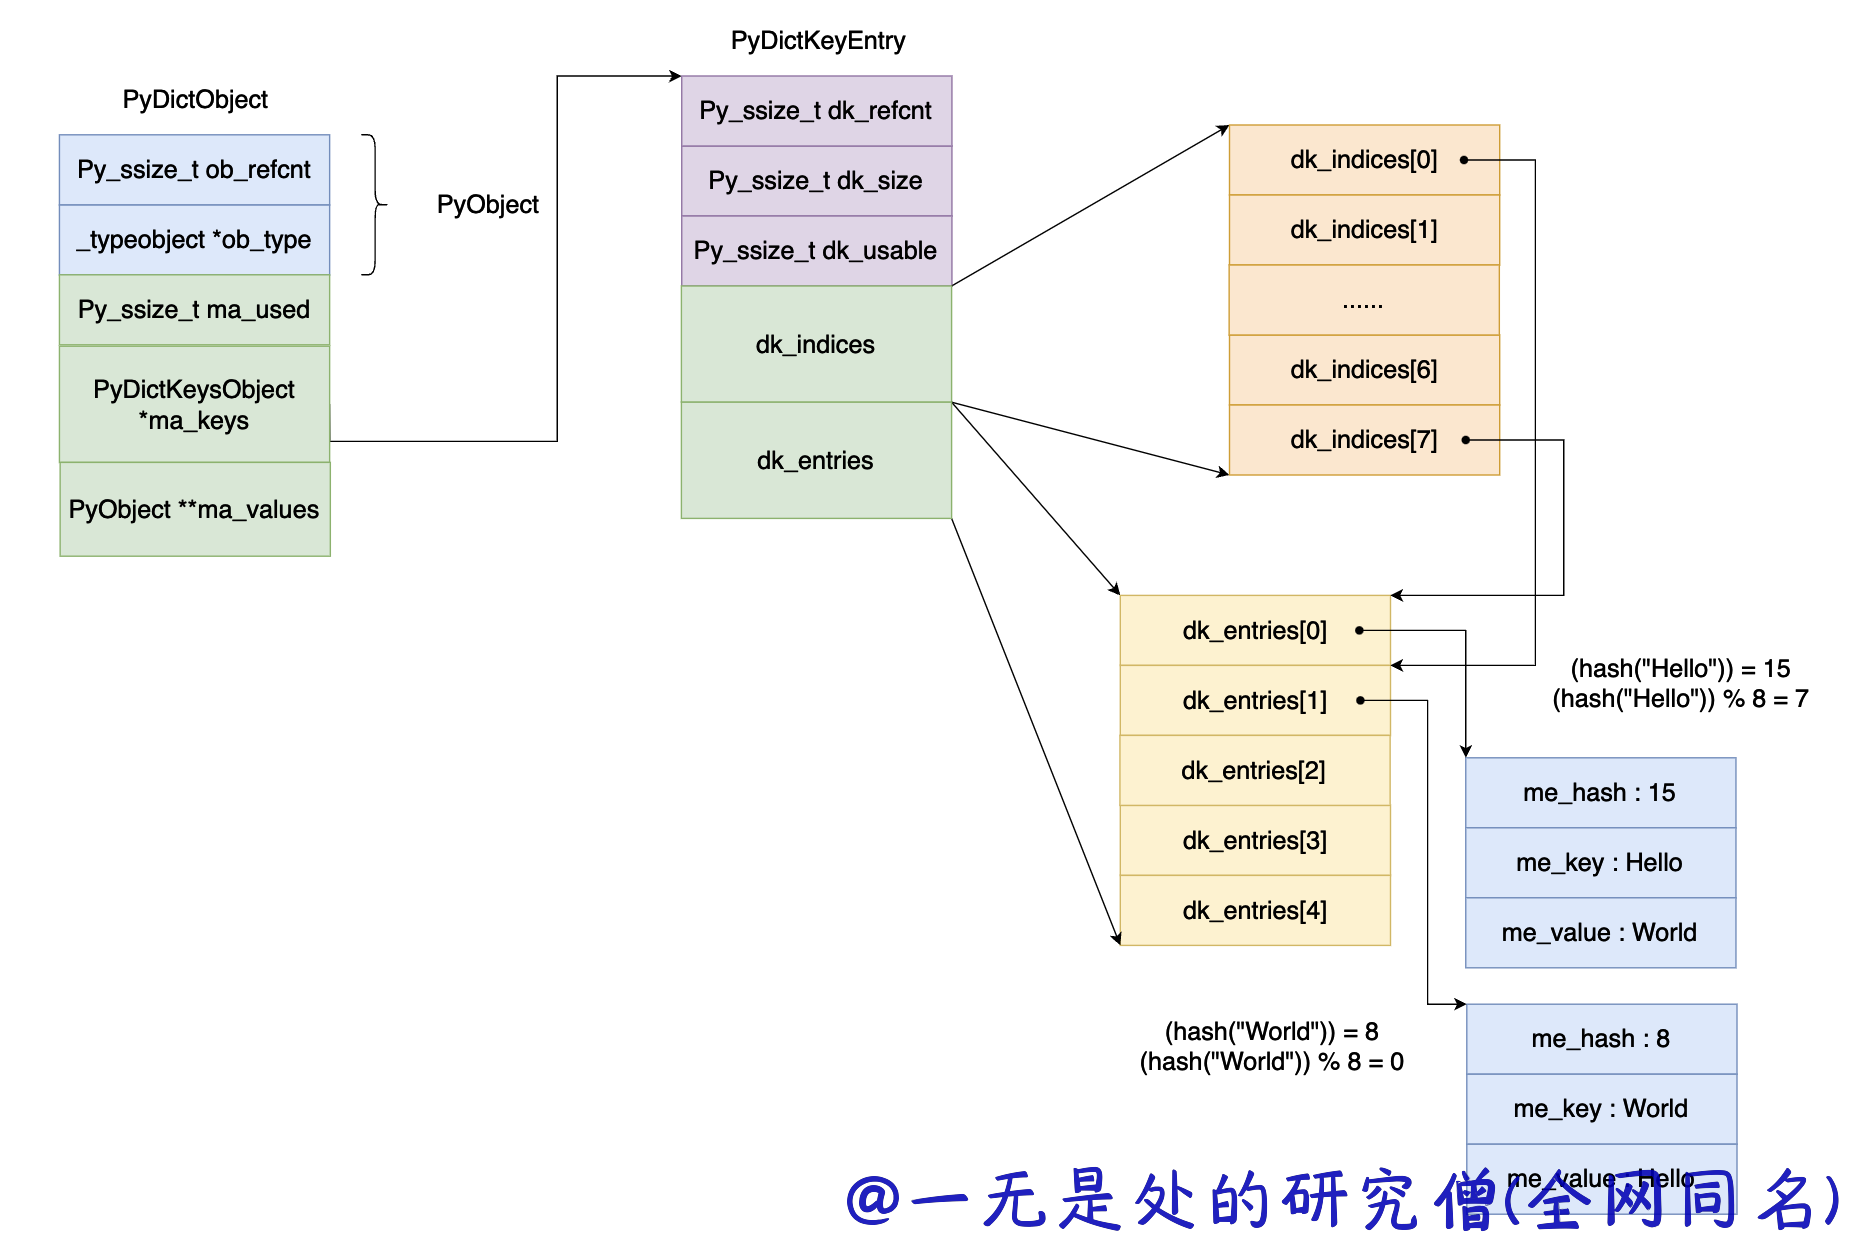 PyDictKeyEntry
PyDictObject
Py_ssize_t ob_refcnt
_typeobject *ob_type
Py_ssize_t ma_used
PyDictKeysObject
*ma_keys
PyObject **ma_values
PyObject
Py_ssize_t dk_refcnt
Py_ssize_t dk_size
Py_ssize_t dk_usable
dk_indices
dk_entries
dk_indices[0]
dk_indices[1]
......
dk_indices[6]
dk_indices[7]
dk_entries[0]
dk_entries[1]
dk_entries[2]
dk_entries[3]
dk_entries[4]
(hash("Hello")) = 15
(hash("Hello")) % 8 = 7
me_hash : 15
me_key : Hello
me_value : World
(hash("World")) = 8
(hash("World")) % 8 = 0
me_hash : 8
me_key : World
me_value : Hello
@一无是处的研究僧(全网同名)